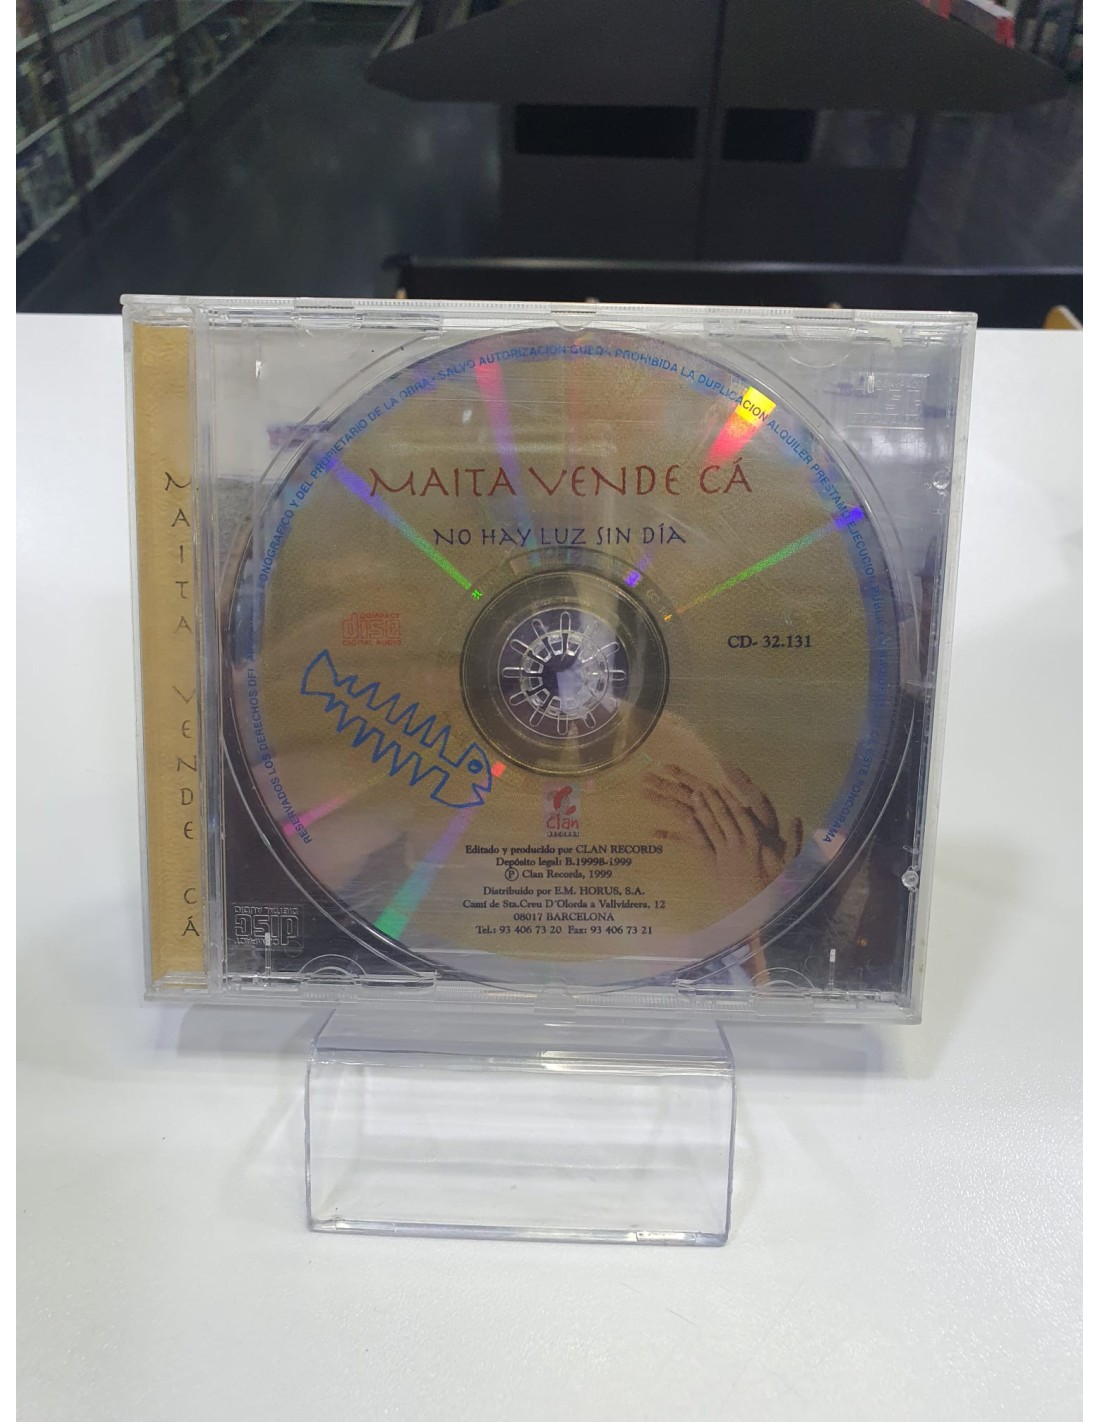 MAITA VENDE CÁ
SALVO AUTORIZACION QUEDA PROHIBIDA LA DUPLICACION ALQUILER PRESTAMO EJECUCION
RESERVADOS LOS DERECHOS DEL FONOGRAFICO Y DEL PROPIETARIO DE LA OBRA
MAITA VENDE CÁ
NO HAY LUZ SIN DÍA
COMPACT
disc
DIGITAL AUDIO
CD- 32.131
Clan
Editado y producido por CLAN RECORDS
Depósito legal: B.19998-1999
Ⓟ Clan Records, 1999
Distribuido por E.M. HORUS, S.A.
Camí de Sta.Creu D'Olorda a Vallvidrera, 12
08017 BARCELONA
Tel.: 93 406 73 20 Fax: 93 406 73 21